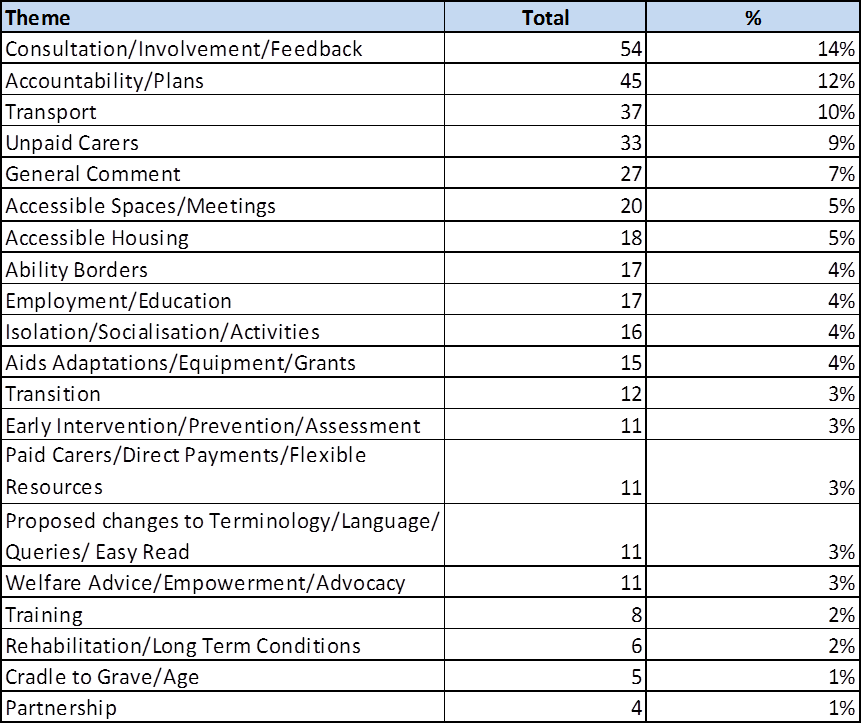 Theme Total %
Consultation/Involvement/Feedback 54 14%
Accountability/Plans 45 12%
Transport 37 10%
Unpaid Carers 33 9%
General Comment 27 7%
Accessible Spaces/Meetings 20 5%
Accessible Housing 18 5%
Ability Borders 17 4%
Employment/Education 17 4%
Isolation/Socialisation/Activities 16 4%
Aids Adaptations/Equipment/Grants 15 4%
Transition 12 3%
Early Intervention/Prevention/Assessment 11 3%
Paid Carers/Direct Payments/Flexible
Resources 11 3%
Proposed changes to Terminology/Language/
Queries/ Easy Read 11 3%
Welfare Advice/Empowerment/Advocacy 11 3%
Training 8 2%
Rehabilitation/Long Term Conditions 6 2%
Cradle to Grave/Age 5 1%
Partnership 4 1%